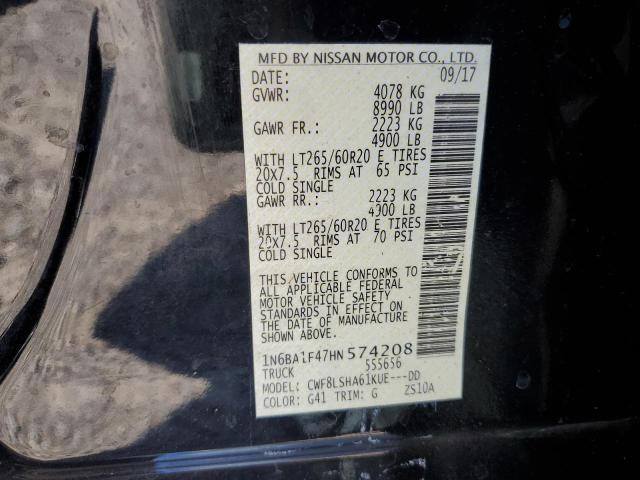 MFD BY NISSAN MOTOR CO., LTD.
DATE: 09/17
GVWR: 4078 KG
8990 LB
GAWR FR.: 2223 KG
4900 LB
WITH LT265/60R20 E TIRES
20X7.5 RIMS AT 65 PSI
COLD SINGLE
GAWR RR.: 2223 KG
4900 LB
WITH LT265/60R20 E TIRES
20X7.5 RIMS AT 70 PSI
COLD SINGLE
THIS VEHICLE CONFORMS TO
ALL APPLICABLE FEDERAL
MOTOR VEHICLE SAFETY
STANDARDS IN EFFECT ON
THE DATE OF MANUFACTURE
SHOWN ABOVE.
1N6BA1F47HN574208
TRUCK 555656
MODEL: CWF8LSHA61KUE---DD
COLOR: G41 TRIM: G ZS10A